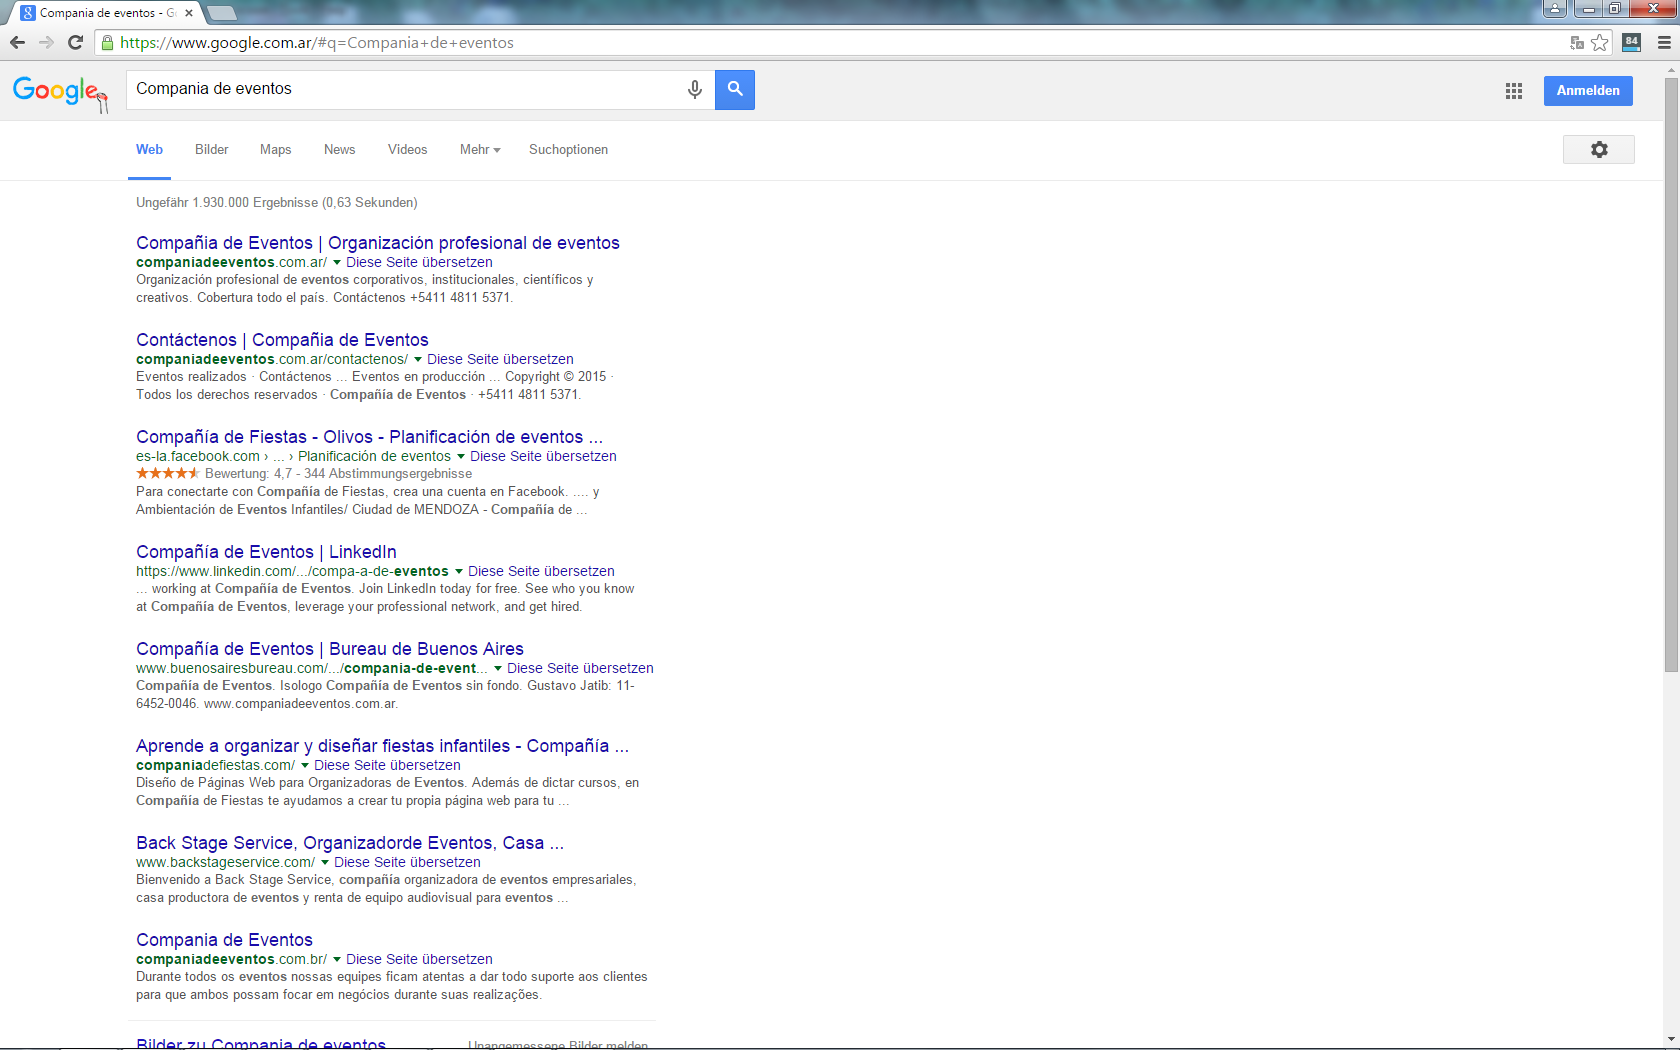 Compania de eventos - Go
https://www.google.com.ar/#q=Compania+de+eventos
84
Google
Compania de eventos
Anmelden
Web Bilder Maps News Videos Mehr Suchoptionen
Ungefähr 1.930.000 Ergebnisse (0,63 Sekunden)
Compañia de Eventos | Organización profesional de eventos
companiadeeventos.com.ar/ Diese Seite übersetzen
Organización profesional de eventos corporativos, institucionales, científicos y
creativos. Cobertura todo el país. Contáctenos +5411 4811 5371.
Contáctenos | Compañia de Eventos
companiadeeventos.com.ar/contactenos/ Diese Seite übersetzen
Eventos realizados · Contáctenos ... Eventos en producción ... Copyright © 2015 ·
Todos los derechos reservados · Compañía de Eventos · +5411 4811 5371.
Compañía de Fiestas - Olivos - Planificación de eventos ...
es-la.facebook.com › ... › Planificación de eventos Diese Seite übersetzen
Bewertung: 4,7 - 344 Abstimmungsergebnisse
Para conectarte con Compañía de Fiestas, crea una cuenta en Facebook. .... y
Ambientación de Eventos Infantiles/ Ciudad de MENDOZA - Compañía de ...
Compañía de Eventos | LinkedIn
https://www.linkedin.com/.../compa-a-de-eventos Diese Seite übersetzen
... working at Compañía de Eventos. Join LinkedIn today for free. See who you know
at Compañía de Eventos, leverage your professional network, and get hired.
Compañía de Eventos | Bureau de Buenos Aires
www.buenosairesbureau.com/.../compania-de-event... Diese Seite übersetzen
Compañía de Eventos. Isologo Compañía de Eventos sin fondo. Gustavo Jatib: 11-
6452-0046. www.companiadeeventos.com.ar.
Aprende a organizar y diseñar fiestas infantiles - Compañía ...
companiadefiestas.com/ Diese Seite übersetzen
Diseño de Páginas Web para Organizadoras de Eventos. Además de dictar cursos, en
Compañía de Fiestas te ayudamos a crear tu propia página web para tu ...
Back Stage Service, Organizadorde Eventos, Casa ...
www.backstageservice.com/ Diese Seite übersetzen
Bienvenido a Back Stage Service, compañía organizadora de eventos empresariales,
casa productora de eventos y renta de equipo audiovisual para eventos ...
Compania de Eventos
companiadeeventos.com.br/ Diese Seite übersetzen
Durante todos os eventos nossas equipes ficam atentas a dar todo suporte aos clientes
para que ambos possam focar em negócios durante suas realizações.
Bilder zu Compania de eventos Unangemessene Bilder melden